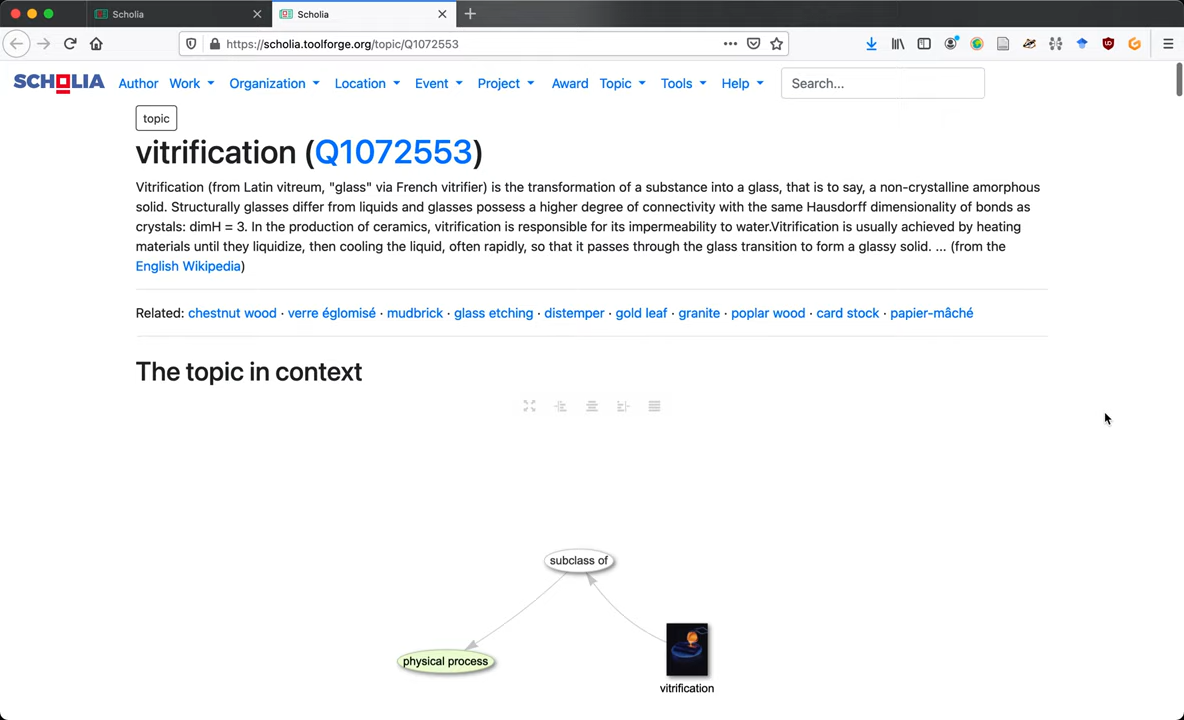 Scholia
Scholia
https://scholia.toolforge.org/topic/Q1072553
SCHOLIA Author Work Organization Location Event Project Award Topic Tools Help Search...
topic
vitrification (Q1072553)
Vitrification (from Latin vitreum, "glass" via French vitrifier) is the transformation of a substance into a glass, that is to say, a non-crystalline amorphous
solid. Structurally glasses differ from liquids and glasses possess a higher degree of connectivity with the same Hausdorff dimensionality of bonds as
crystals: dimH = 3. In the production of ceramics, vitrification is responsible for its impermeability to water.Vitrification is usually achieved by heating
materials until they liquidize, then cooling the liquid, often rapidly, so that it passes through the glass transition to form a glassy solid. ... (from the
English Wikipedia)
Related: chestnut wood · verre églomisé · mudbrick · glass etching · distemper · gold leaf · granite · poplar wood · card stock · papier-mâché
The topic in context
subclass of
physical process
vitrification